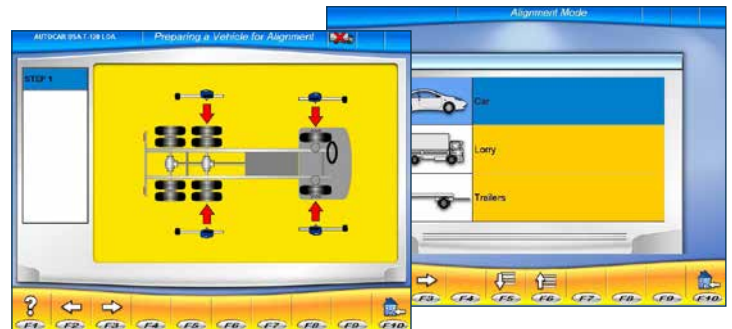 AUTOCAR USA T-120 LOA.
Preparing a Vehicle for Alignment
STEP 1
?
F1 F2 F3 F4 F5 F6 F7 F8 F9 F10
Alignment Mode
Car
Lorry
Trailers
F3 F4 F5 F6 F7 F8 F9 F10